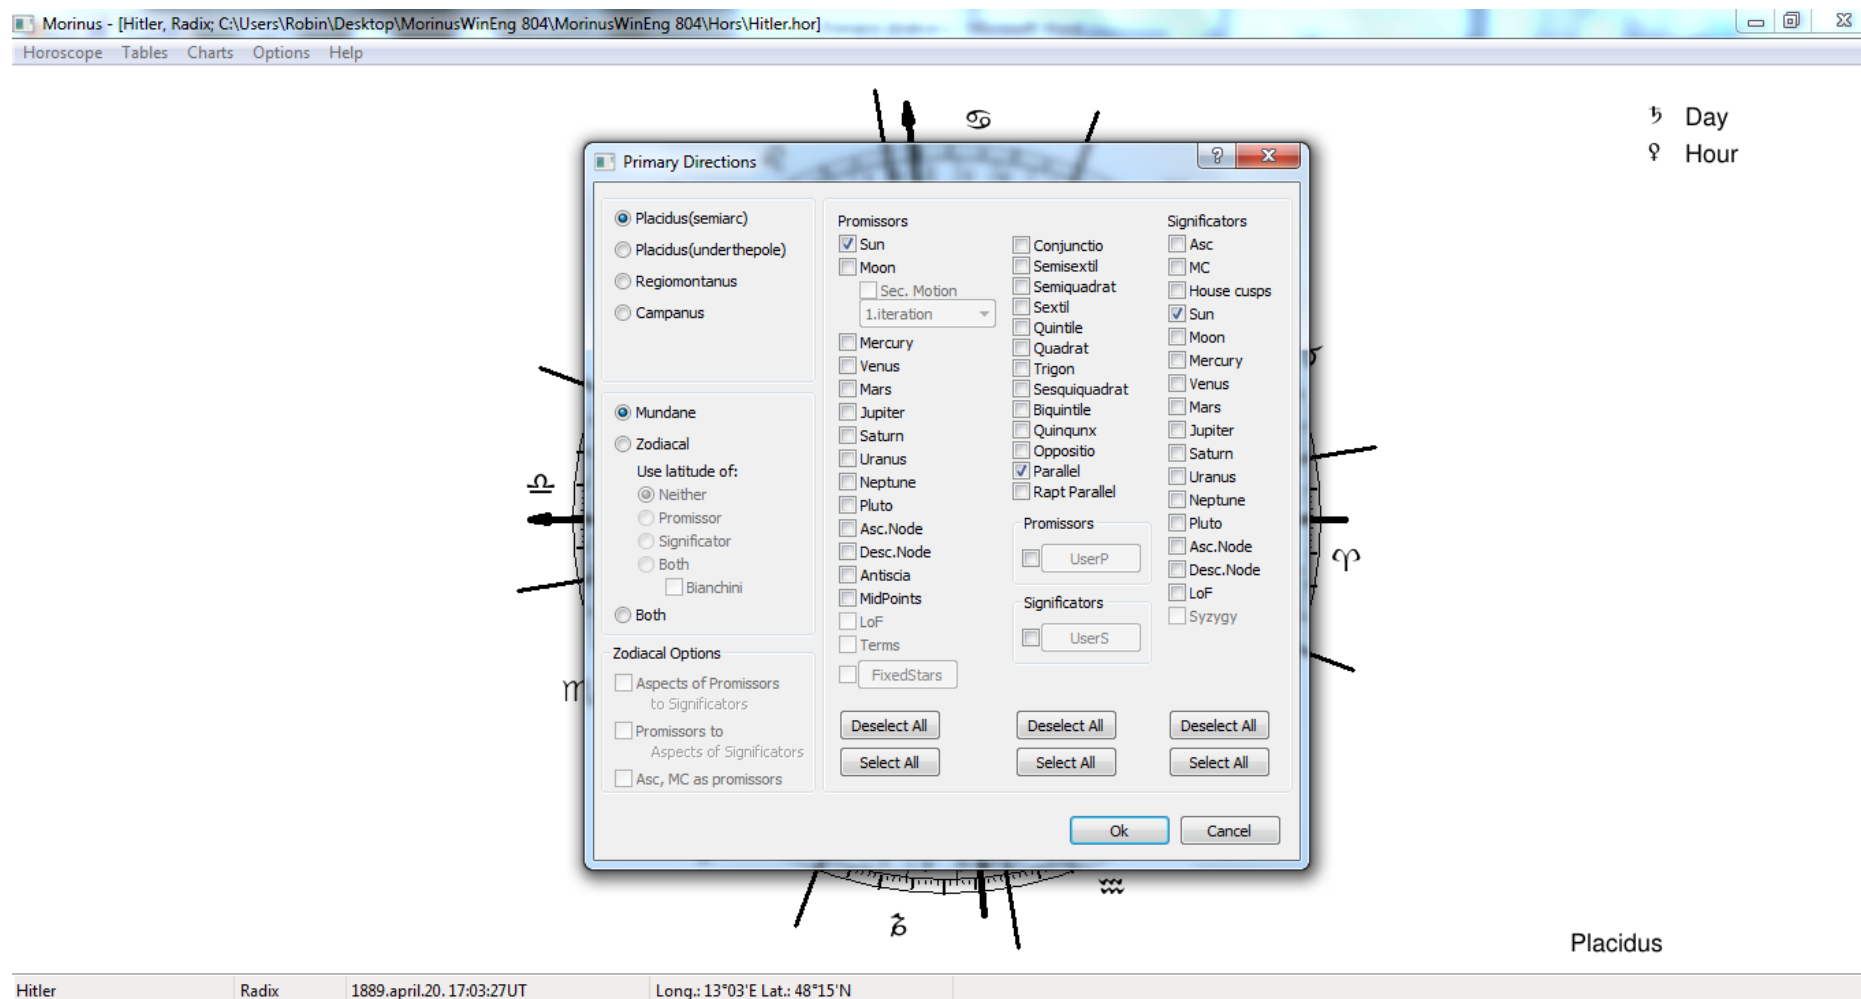 Morinus - [Hitler, Radix; C:\Users\Robin\Desktop\MorinusWinEng 804\MorinusWinEng 804\Hors\Hitler.hor]
Horoscope Tables Charts Options Help
♄ Day
♀ Hour
Primary Directions
Placidus(semiarc)
Placidus(underthepole)
Regiomontanus
Campanus
Mundane
Zodiacal
Use latitude of:
Neither
Promissor
Significator
Both
Bianchini
Both
Zodiacal Options
Aspects of Promissors
to Significators
Promissors to
Aspects of Significators
Asc, MC as promissors
Promissors
Sun
Moon
Sec. Motion
1.iteration
Mercury
Venus
Mars
Jupiter
Saturn
Uranus
Neptune
Pluto
Asc.Node
Desc.Node
Antiscia
MidPoints
LoF
Terms
FixedStars
Deselect All
Select All
Conjunctio
Semisextil
Semiquadrat
Sextil
Quintile
Quadrat
Trigon
Sesquiquadrat
Biquintile
Quinqunx
Oppositio
Parallel
Rapt Parallel
Promissors
UserP
Significators
UserS
Deselect All
Select All
Significators
Asc
MC
House cusps
Sun
Moon
Mercury
Venus
Mars
Jupiter
Saturn
Uranus
Neptune
Pluto
Asc.Node
Desc.Node
LoF
Syzygy
Deselect All
Select All
Ok Cancel
Placidus
Hitler Radix 1889.april.20. 17:03:27UT Long.: 13°03'E Lat.: 48°15'N